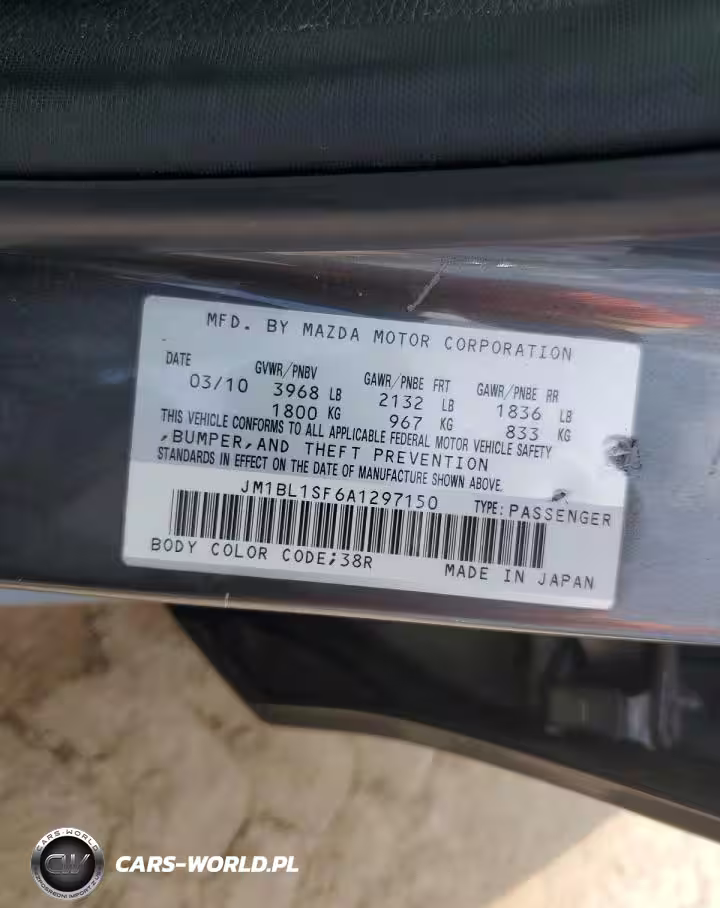 MFD. BY MAZDA MOTOR CORPORATION
DATE GVWR/PNBV GAWR/PNBE FRT GAWR/PNBE RR
03/10 3968 LB 2132 LB 1836 LB
1800 KG 967 KG 833 KG
THIS VEHICLE CONFORMS TO ALL APPLICABLE FEDERAL MOTOR VEHICLE SAFETY
,BUMPER,AND THEFT PREVENTION
STANDARDS IN EFFECT ON THE DATE OF MANUFACTURE SHOWN ABOVE.
JM1BL1SF6A1297150 TYPE: PASSENGER
BODY COLOR CODE;38R MADE IN JAPAN
CARS-WORLD
CW
CARS-WORLD.PL